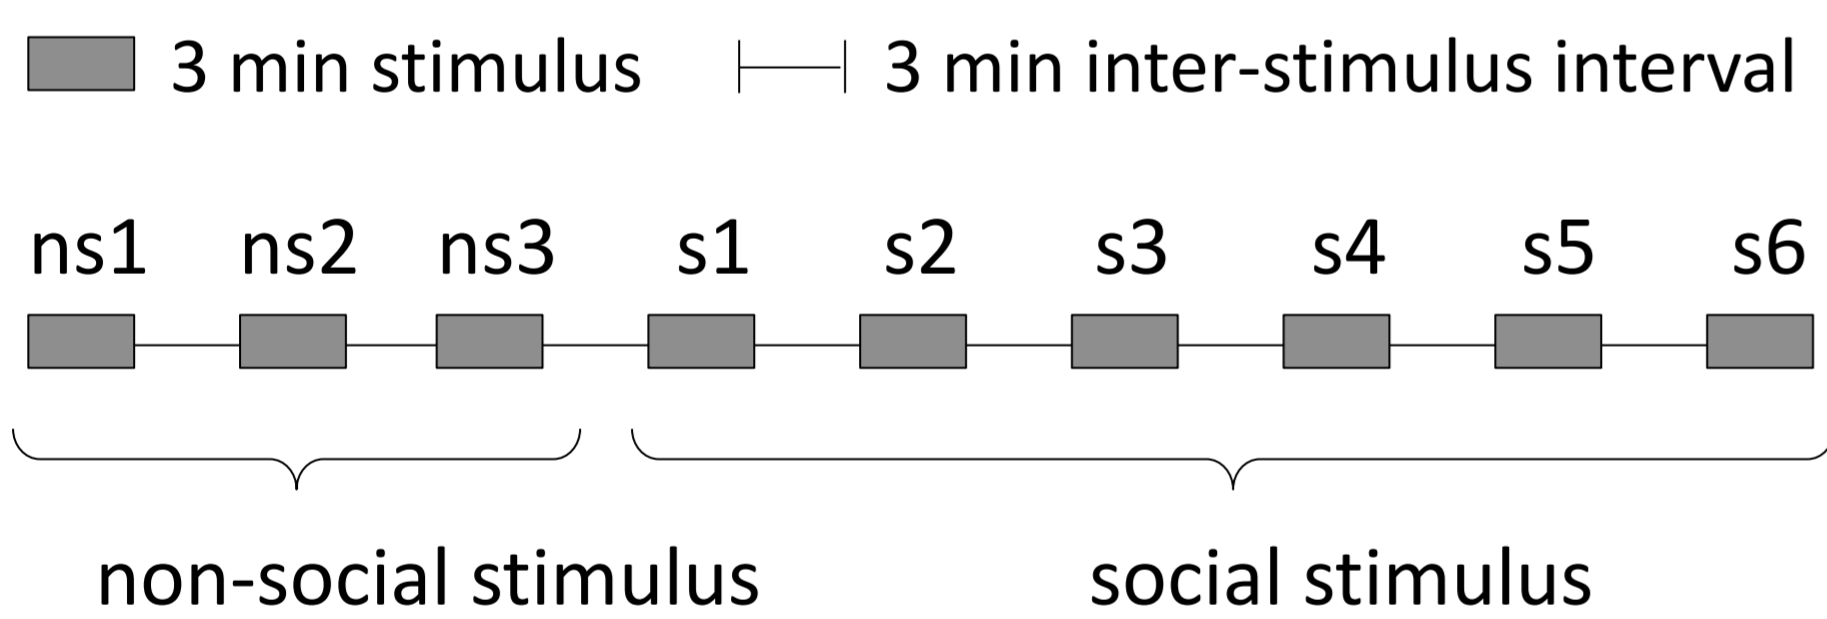 3 min stimulus 3 min inter-stimulus interval
ns1 ns2 ns3 s1 s2 s3 s4 s5 s6
non-social stimulus social stimulus